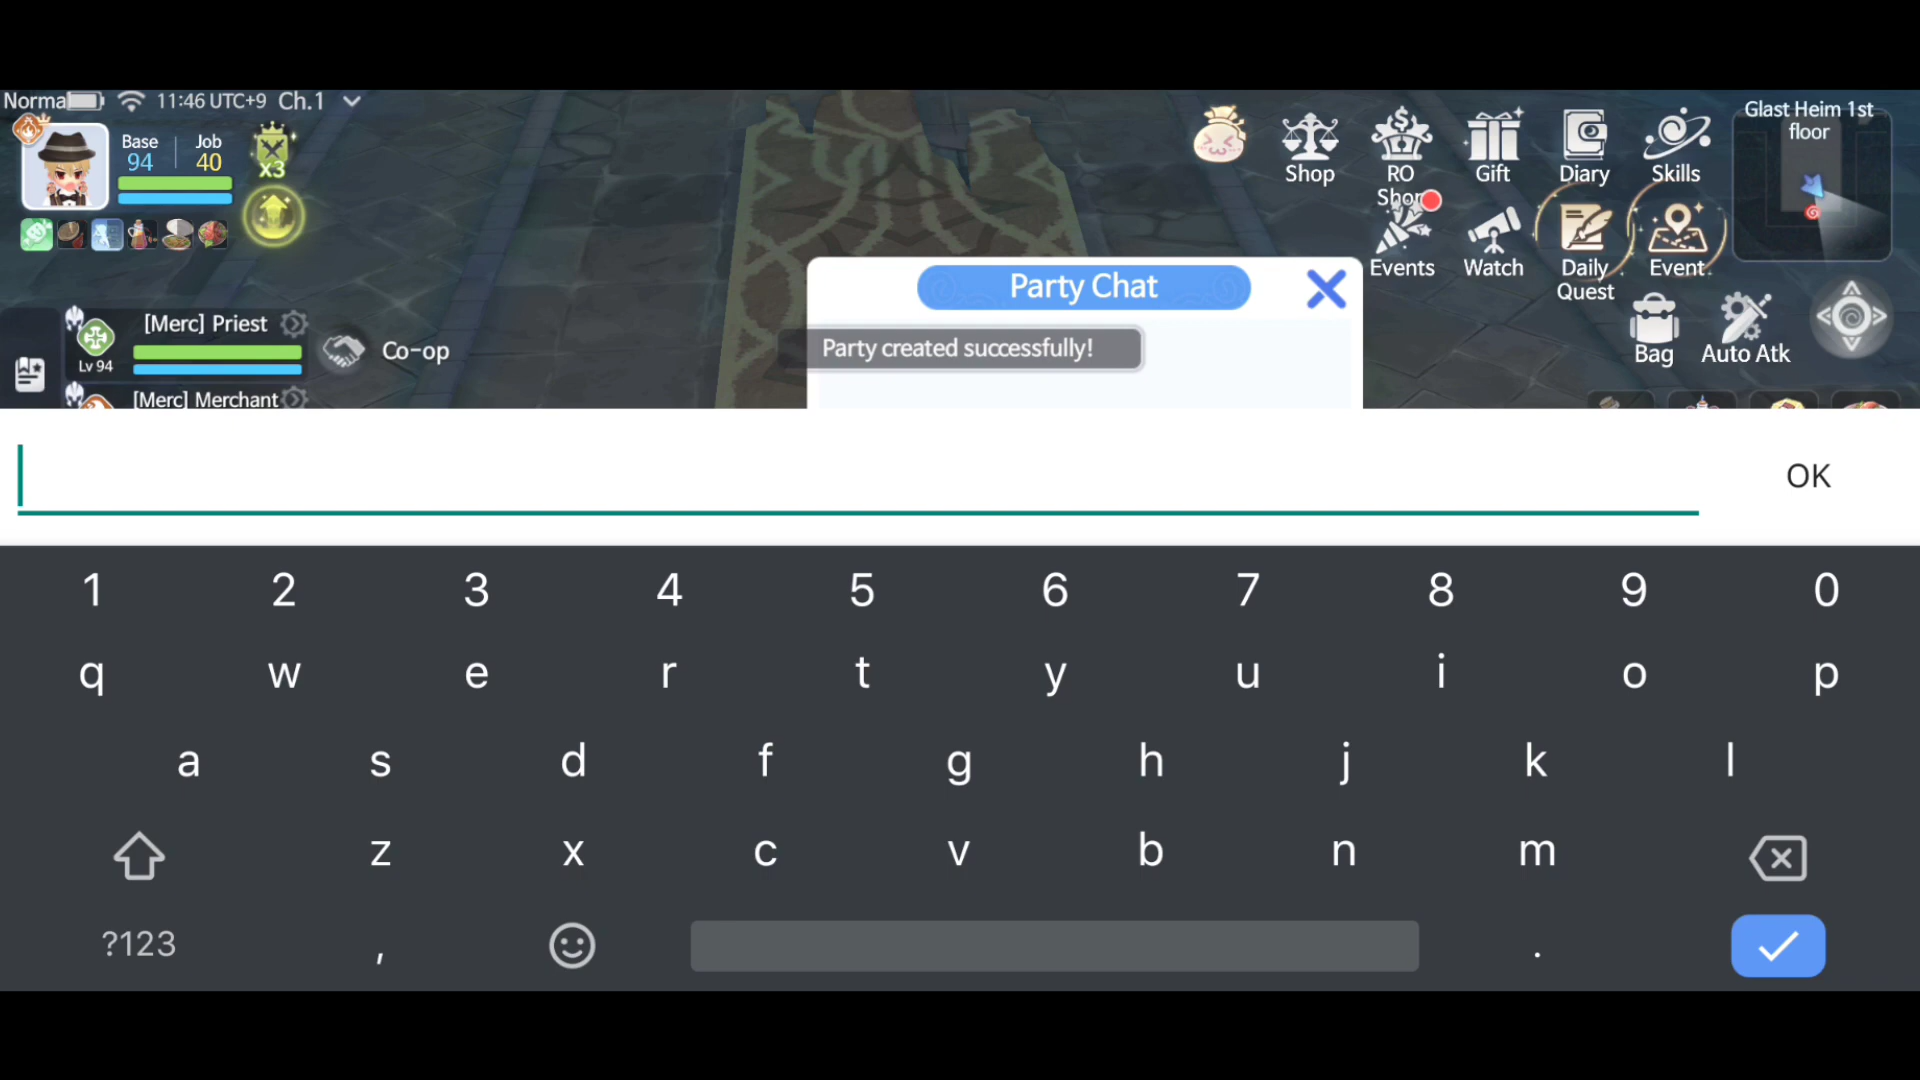 Norma 11:46 UTC+9 Ch.1
Base Job
94 40
x3
[Merc] Priest
Lv 94
Co-op
[Merc] Merchant
Party Chat
Party created successfully!
Shop
RO Shop
Gift
Diary
Skills
Events
Watch
Daily Quest
Event
Bag
Auto Atk
Glast Heim 1st floor
OK
1 2 3 4 5 6 7 8 9 0
q w e r t y u i o p
a s d f g h j k l
z x c v b n m
?123 , .